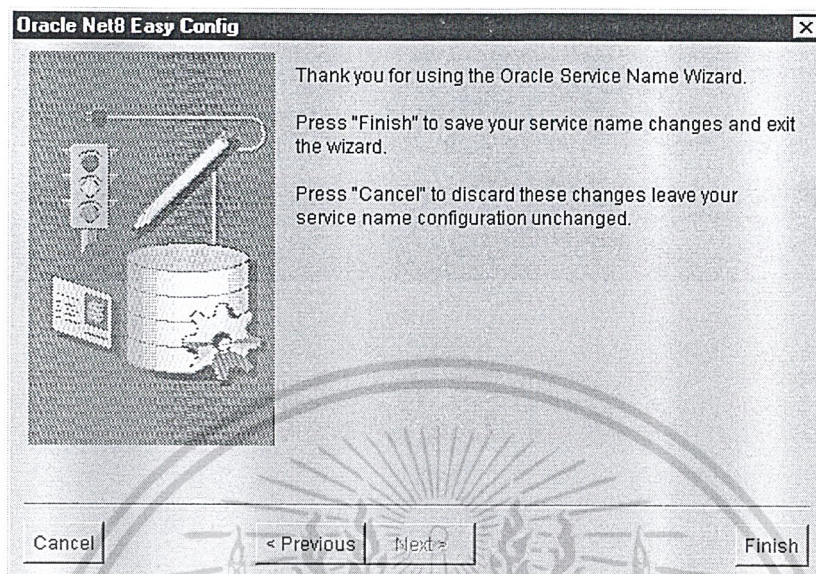 Oracle Net8 Easy Config
Thank you for using the Oracle Service Name Wizard.
Press "Finish" to save your service name changes and exit
the wizard.
Press "Cancel" to discard these changes leave your
service name configuration unchanged.
Cancel
< Previous
Next >
Finish